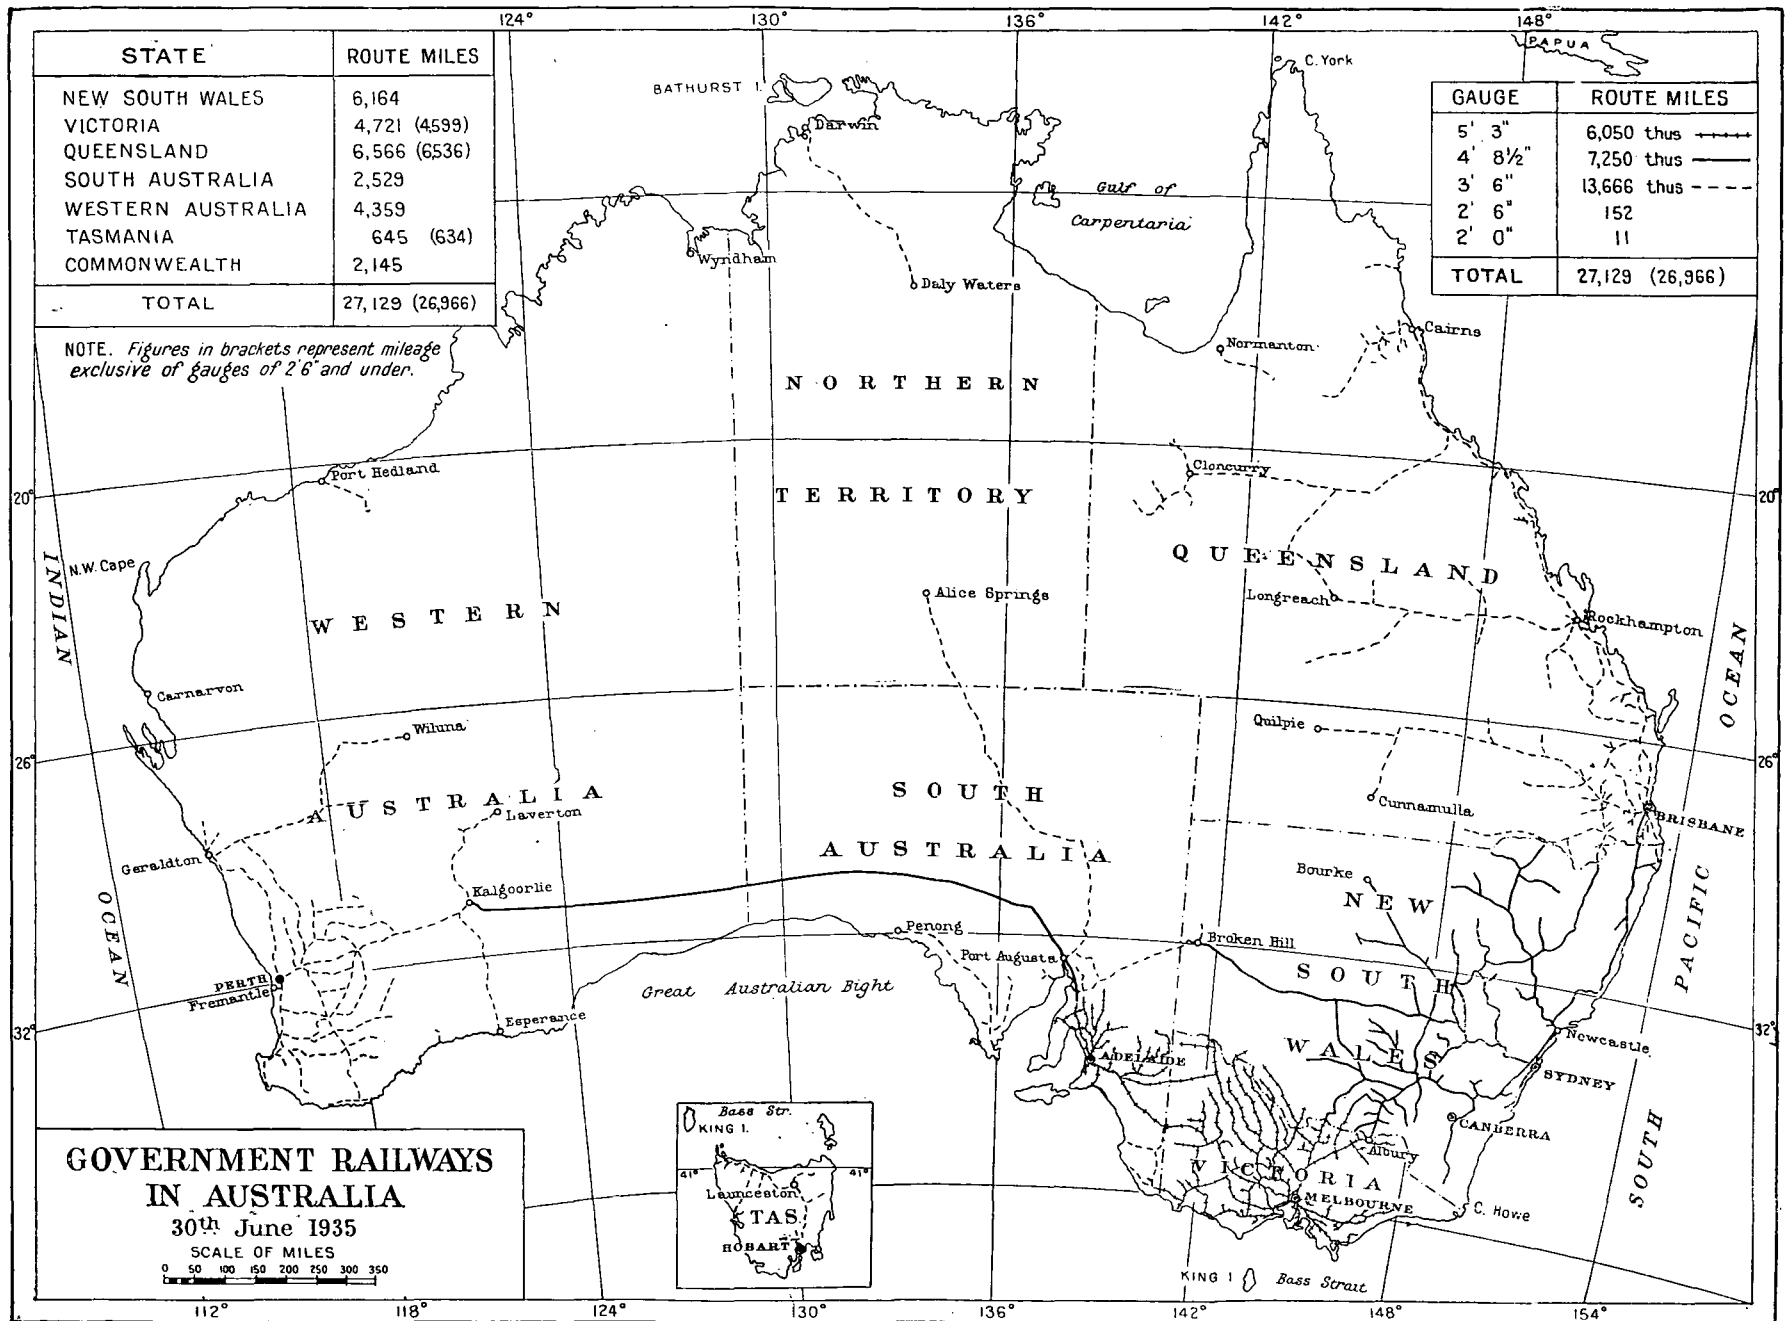 124° 130° 136° 142° 148°
STATE ROUTE MILES
NEW SOUTH WALES 6,164
VICTORIA 4,721 (4,599)
QUEENSLAND 6,566 (6,536)
SOUTH AUSTRALIA 2,529
WESTERN AUSTRALIA 4,359
TASMANIA 645 (634)
COMMONWEALTH 2,145
TOTAL 27,129 (26,966)
NOTE. Figures in brackets represent mileage
exclusive of gauges of 2'6" and under.
GAUGE ROUTE MILES
5' 3" 6,050 thus
4' 8½" 7,250 thus
3' 6" 13,666 thus
2' 6" 152
2' 0" 11
TOTAL 27,129 (26,966)
PAPUA
C. York
BATHURST I.
Darwin
Gulf of
Carpentaria
Wyndham
Daly Waters
Cairns
Normanton
NORTHERN
TERRITORY
Port Hedland
Cloncurry
20°
20°
N.W. Cape
INDIAN
OCEAN
QUEENSLAND
Alice Springs
Longreach
Rockhampton
WESTERN
AUSTRALIA
Carnarvon
Wiluna
Quilpie
26°
26°
SOUTH
AUSTRALIA
Laverton
Cunnamulla
BRISBANE
Geraldton
Bourke
Kalgoorlie
NEW
SOUTH
WALES
Penong
Broken Hill
Port Augusta
PERTH
Fremantle
Great Australian Bight
Esperance
32°
32°
Newcastle
ADELAIDE
SYDNEY
CANBERRA
Albury
VICTORIA
MELBOURNE
C. Howe
SOUTH
PACIFIC
OCEAN
KING I
Bass Strait
Bass Str.
KING I.
41°
41°
Launceston
TAS.
HOBART
GOVERNMENT RAILWAYS
IN AUSTRALIA
30th June 1935
SCALE OF MILES
0 50 100 150 200 250 300 350
112° 118° 124° 130° 136° 142° 148° 154°